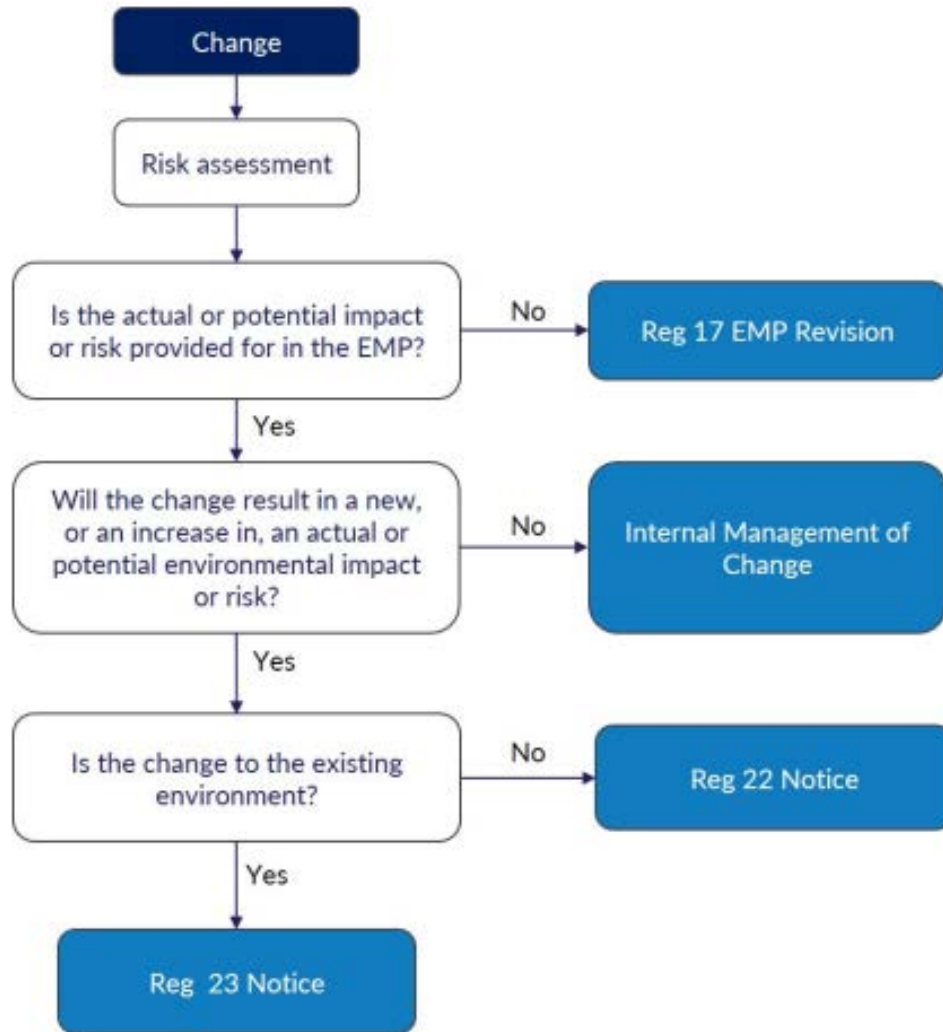 Change
Risk assessment
Is the actual or potential impact
or risk provided for in the EMP?
No
Reg 17 EMP Revision
Yes
Will the change result in a new,
or an increase in, an actual or
potential environmental impact
or risk?
No
Internal Management of
Change
Yes
Is the change to the existing
environment?
No
Reg 22 Notice
Yes
Reg 23 Notice